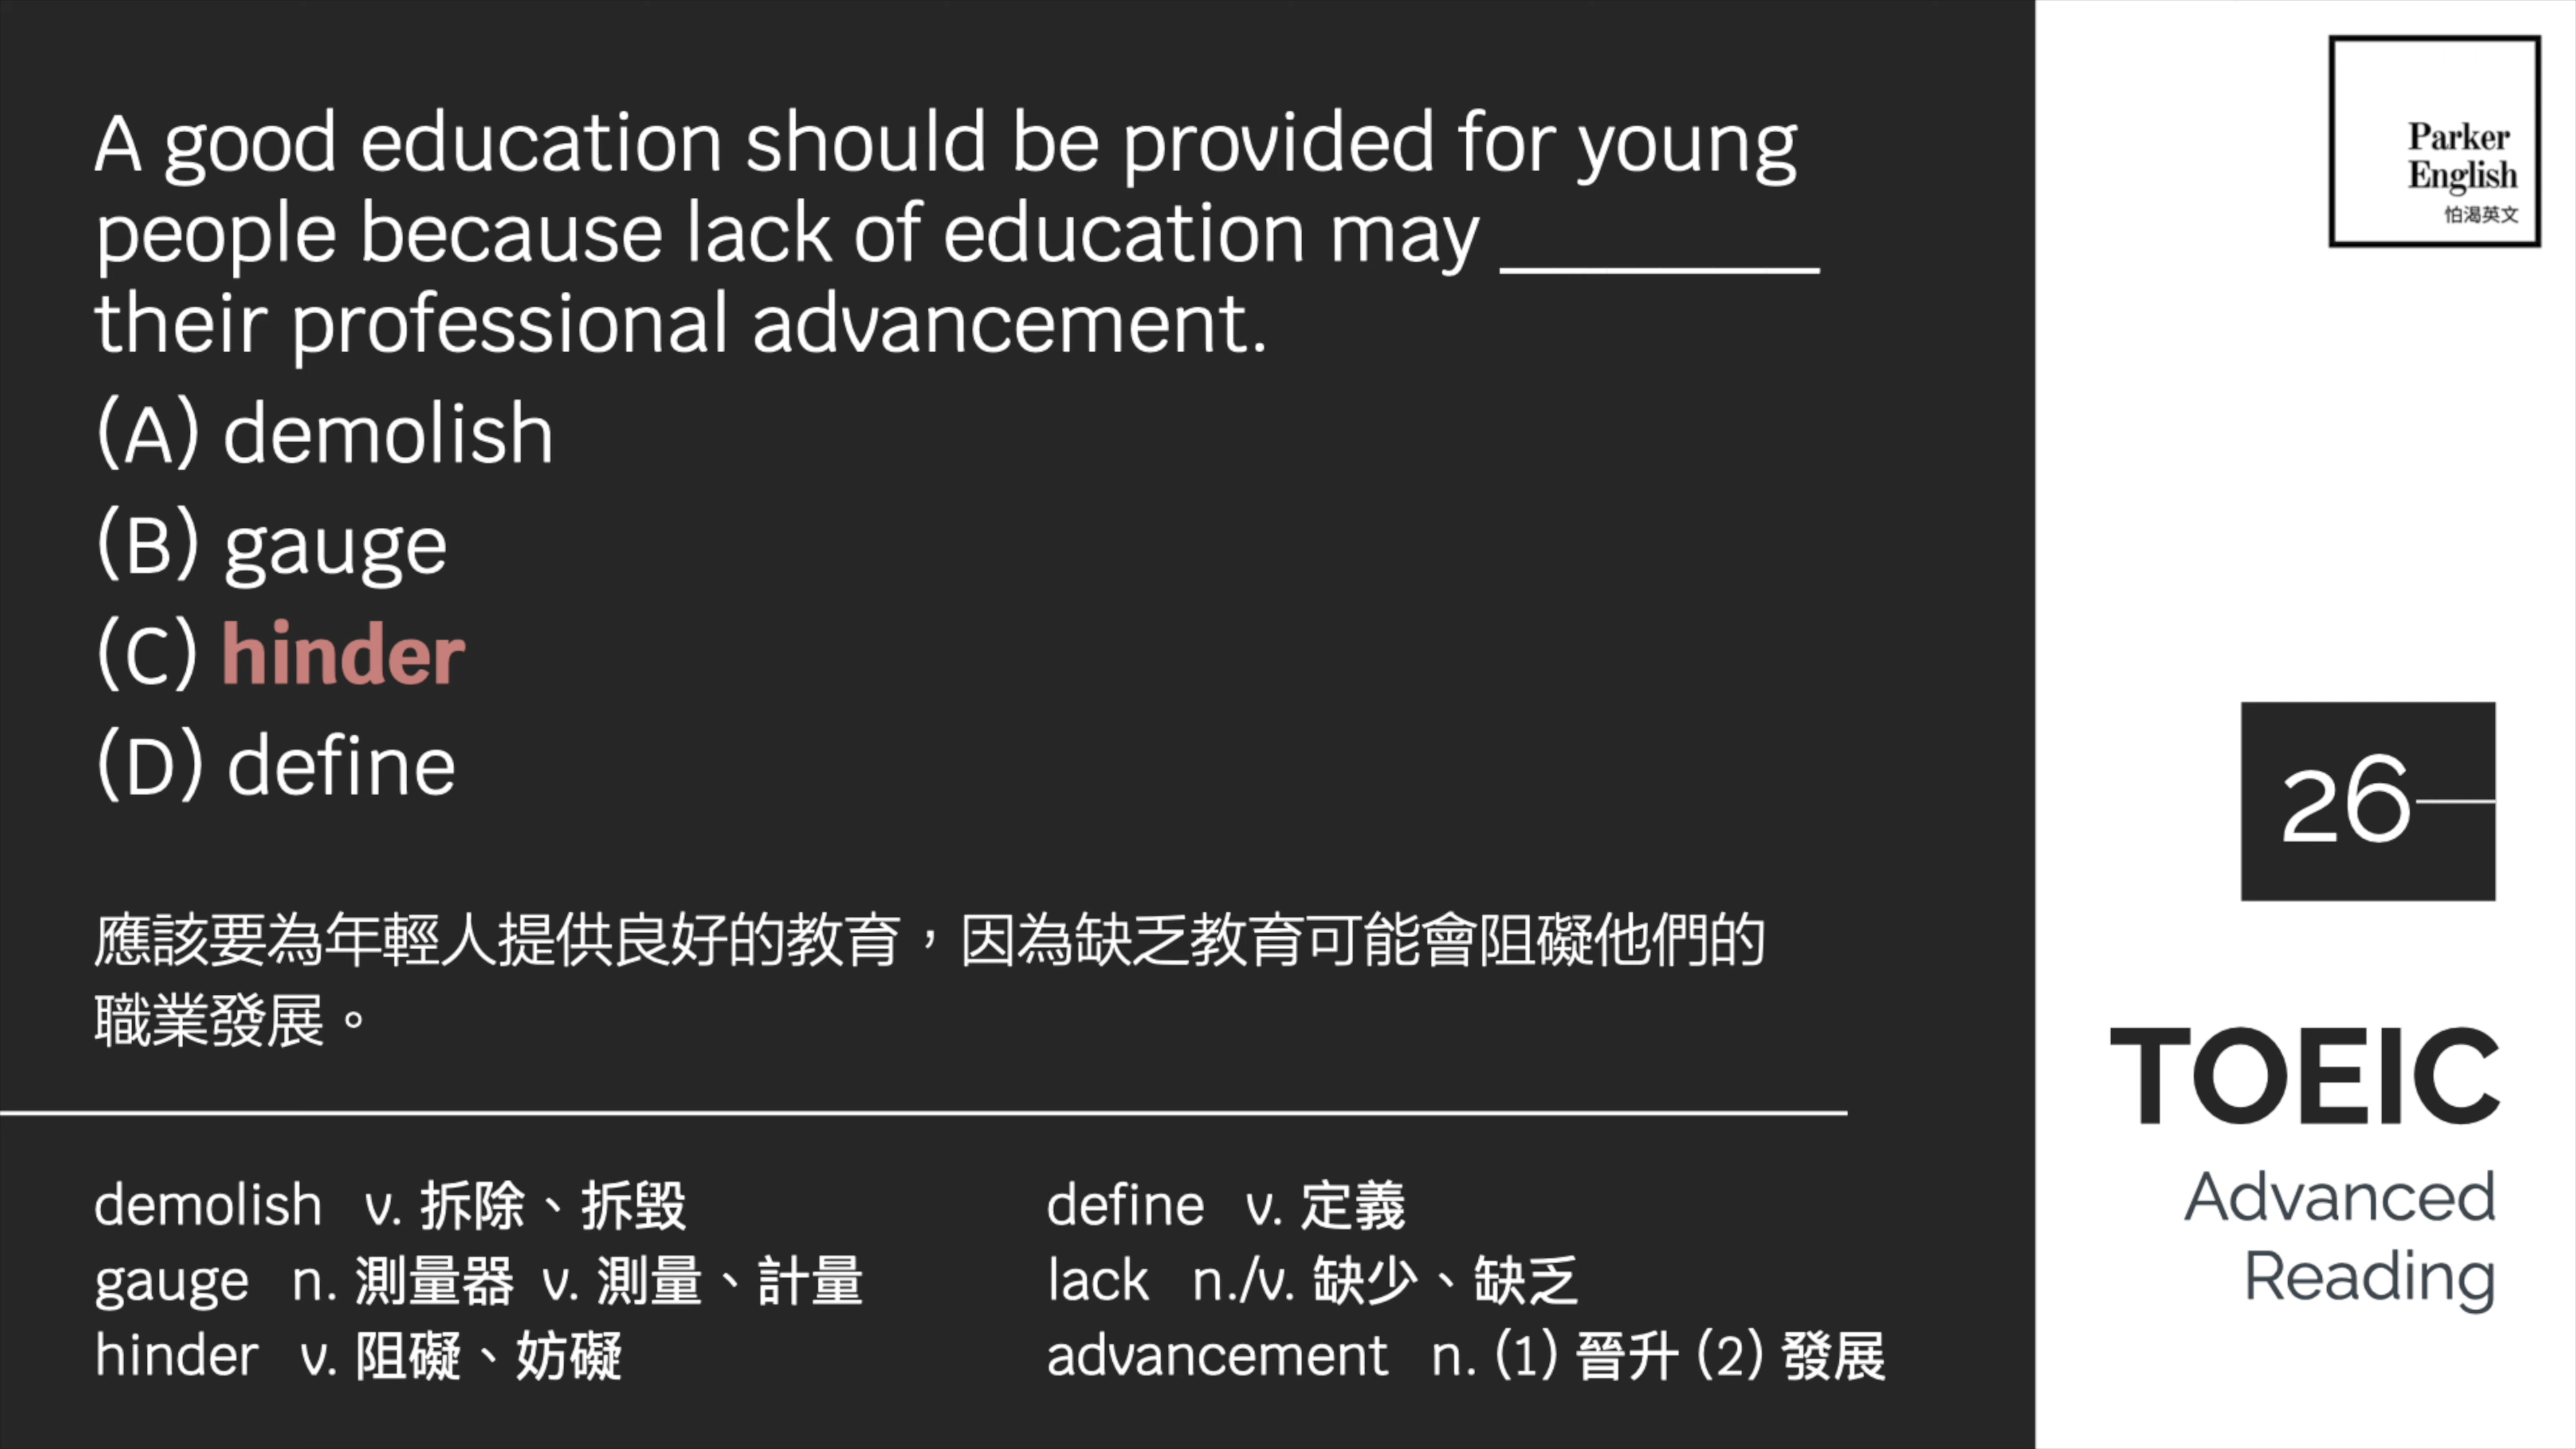 A good education should be provided for young
people because lack of education may ________
their professional advancement.
(A) demolish
(B) gauge
(C) hinder
(D) define
應該要為年輕人提供良好的教育，因為缺乏教育可能會阻礙他們的
職業發展。
demolish v. 拆除、拆毀
gauge n. 測量器 v. 測量、計量
hinder v. 阻礙、妨礙
define v. 定義
lack n./v. 缺少、缺乏
advancement n. (1) 晉升 (2) 發展
Parker
English
怕渴英文
26
TOEIC
Advanced
Reading